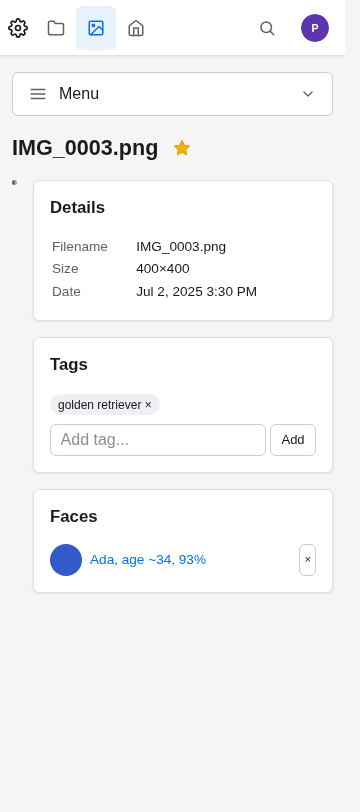 P
Menu
IMG_0003.png
Details
Filename IMG_0003.png
Size 400×400
Date Jul 2, 2025 3:30 PM
Tags
golden retriever ×
Add tag... Add
Faces
Ada, age ~34, 93% ×